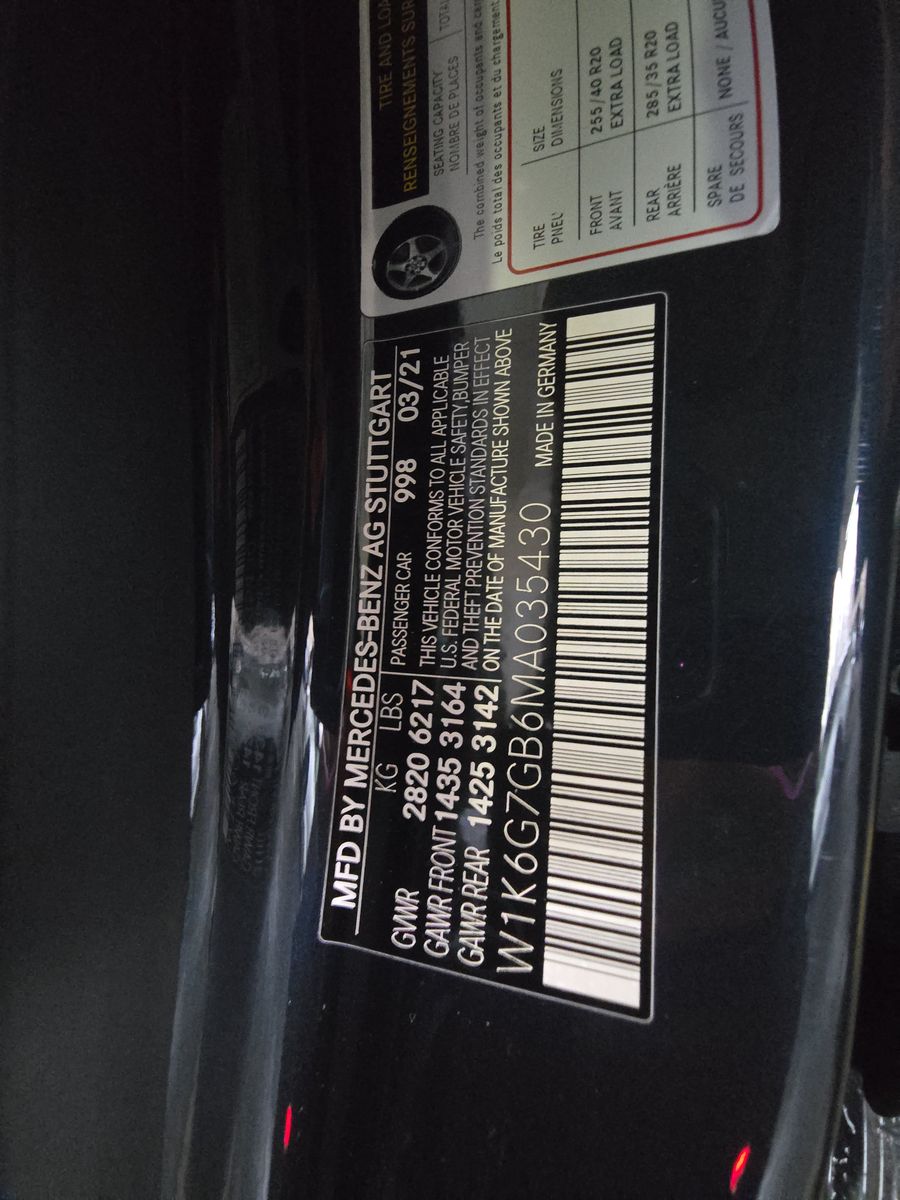 MFD BY MERCEDES-BENZ AG STUTTGART
KG LBS
GVWR 2820 6217
GAWR FRONT 1435 3164
GAWR REAR 1425 3142
PASSENGER CAR 998 03/21
THIS VEHICLE CONFORMS TO ALL APPLICABLE
U.S. FEDERAL MOTOR VEHICLE SAFETY,BUMPER
AND THEFT PREVENTION STANDARDS IN EFFECT
ON THE DATE OF MANUFACTURE SHOWN ABOVE
W1K6G7GB6MA035430 MADE IN GERMANY
TIRE AND
RENSEIGNEMENTS SUR
SEATING CAPACITY
NOMBRE DE PLACES
The combined weight of occupants and
Le poids total des occupants et du chargement
TIRE SIZE
DIMENSIONS
FRONT 255/40 R20
AVANT EXTRA LOAD
REAR 285/35 R20
ARRIÈRE EXTRA LOAD
SPARE
DE SECOURS NONE /